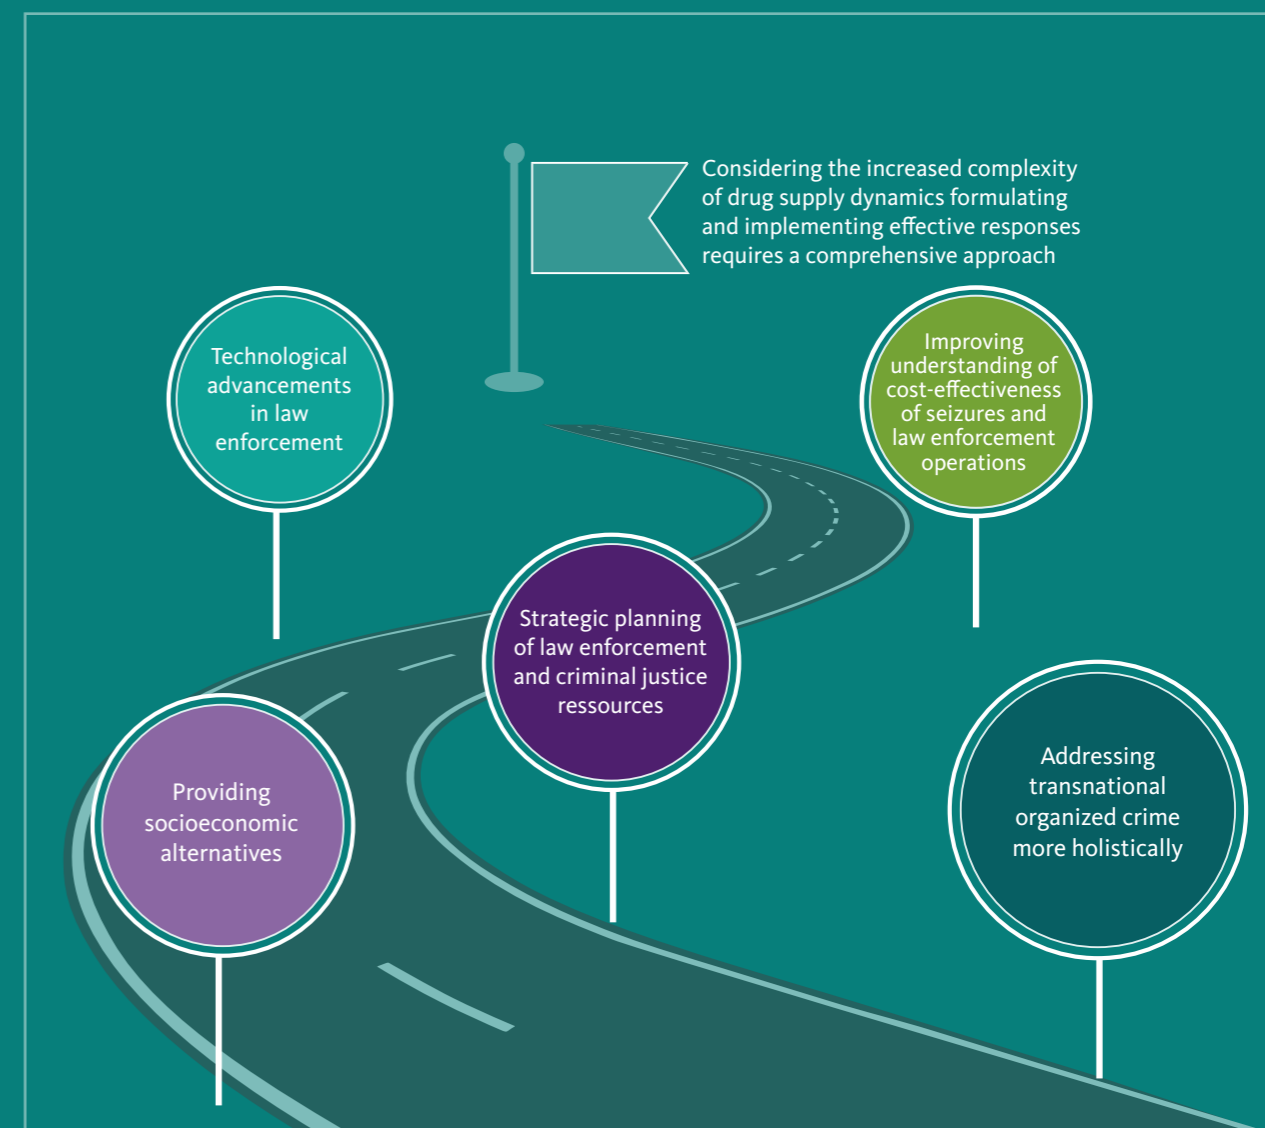 Considering the increased complexity
of drug supply dynamics formulating
and implementing effective responses
requires a comprehensive approach
Technological
advancements
in law
enforcement
Improving
understanding of
cost-effectiveness
of seizures and
law enforcement
operations
Strategic planning
of law enforcement
and criminal justice
ressources
Providing
socioeconomic
alternatives
Addressing
transnational
organized crime
more holistically